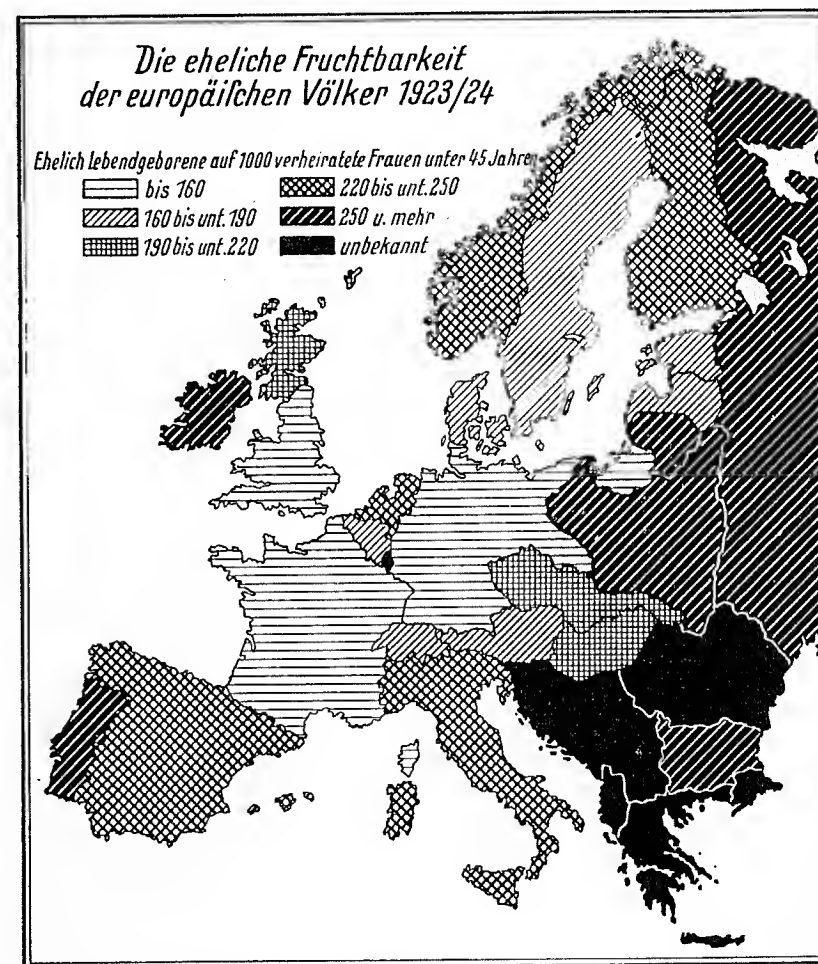 Die eheliche Fruchtbarkeit
der europäiſchen Völker 1923/24
Ehelich lebendgeborene auf 1000 verheiratete Frauen unter 45 Jahre
bis 160
160 bis unt. 190
190 bis unt. 220
220 bis unt. 250
250 u. mehr
unbekannt